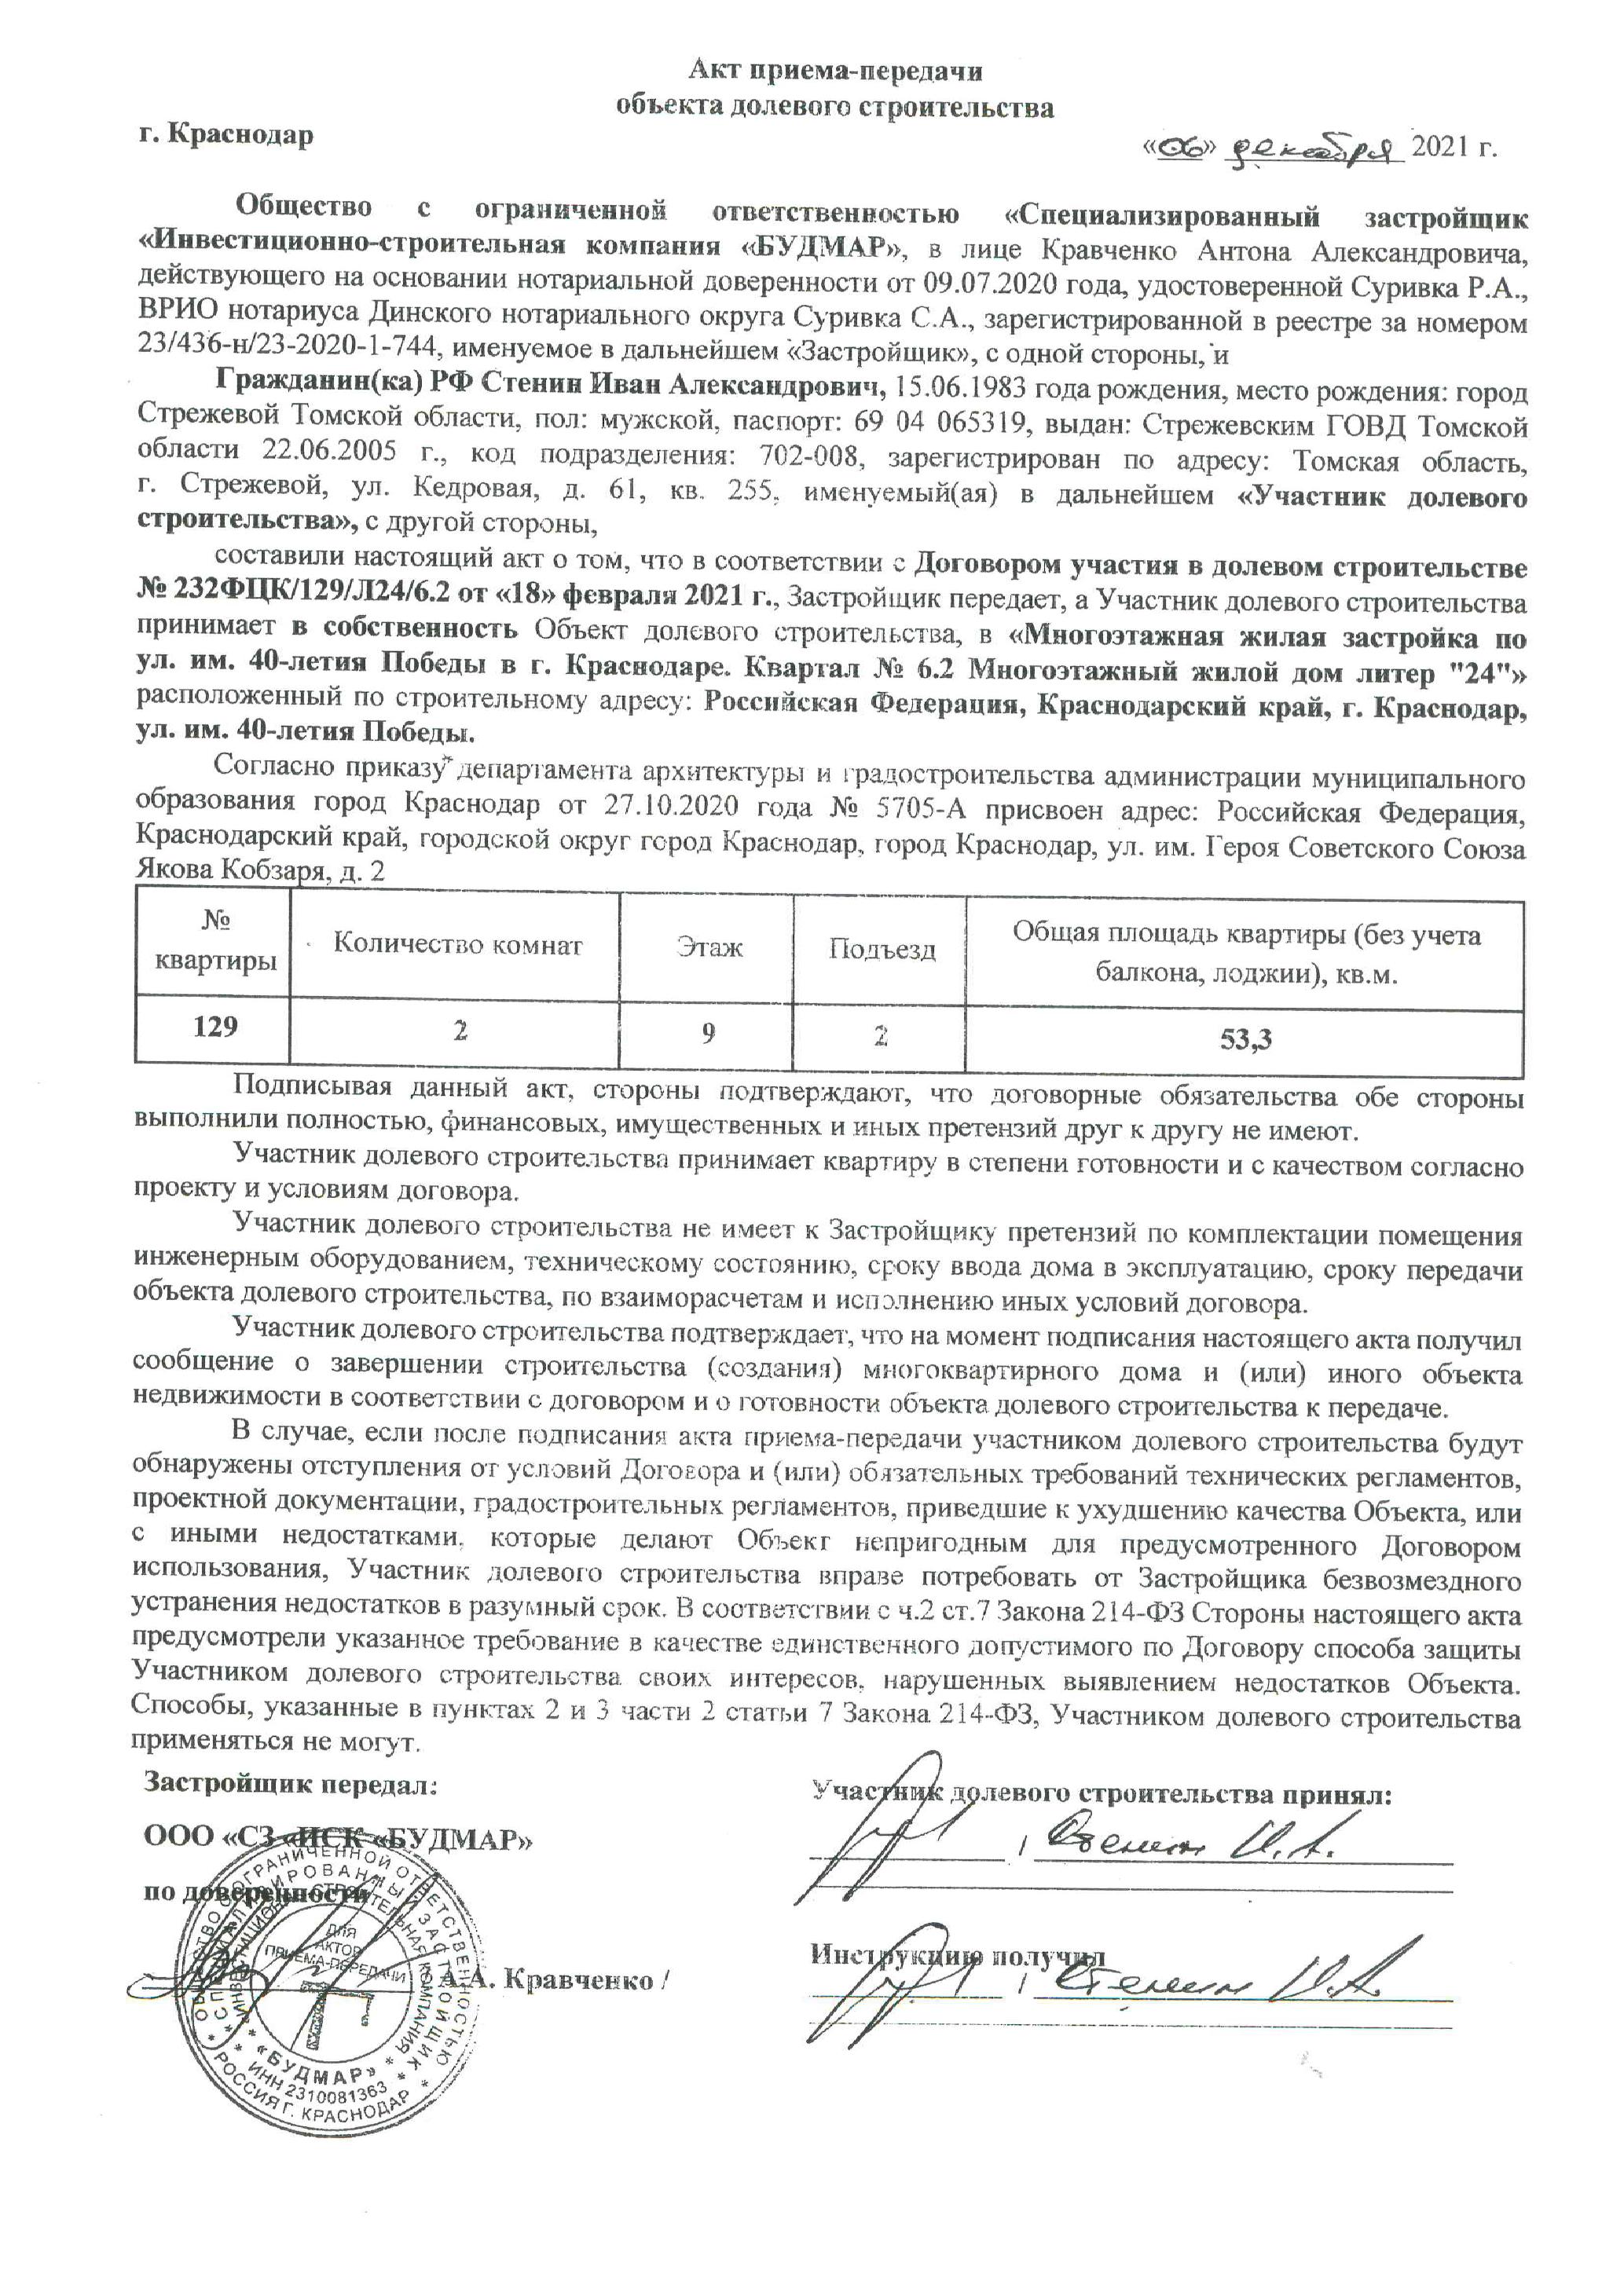 Акт приема-передачи
объекта долевого строительства
г. Краснодар
«06» декабря 2021 г.
Общество с ограниченной ответственностью «Специализированный застройщик
«Инвестиционно-строительная компания «БУДМАР», в лице Кравченко Антона Александровича,
действующего на основании нотариальной доверенности от 09.07.2020 года, удостоверенной Суривка Р.А.,
ВРИО нотариуса Динского нотариального округа Суривка С.А., зарегистрированной в реестре за номером
23/436-н/23-2020-1-744, именуемое в дальнейшем «Застройщик», с одной стороны, и
Гражданин(ка) РФ Стенин Иван Александрович, 15.06.1983 года рождения, место рождения: город
Стрежевой Томской области, пол: мужской, паспорт: 69 04 065319, выдан: Стрежевским ГОВД Томской
области 22.06.2005 г., код подразделения: 702-008, зарегистрирован по адресу: Томская область,
г. Стрежевой, ул. Кедровая, д. 61, кв. 255, именуемый(ая) в дальнейшем «Участник долевого
строительства», с другой стороны,
составили настоящий акт о том, что в соответствии с Договором участия в долевом строительстве
№ 232ФЦК/129/Л24/6.2 от «18» февраля 2021 г., Застройщик передает, а Участник долевого строительства
принимает в собственность Объект долевого строительства, в «Многоэтажная жилая застройка по
ул. им. 40-летия Победы в г. Краснодаре. Квартал № 6.2 Многоэтажный жилой дом литер "24"»
расположенный по строительному адресу: Российская Федерация, Краснодарский край, г. Краснодар,
ул. им. 40-летия Победы.
Согласно приказу департамента архитектуры и градостроительства администрации муниципального
образования город Краснодар от 27.10.2020 года № 5705-А присвоен адрес: Российская Федерация,
Краснодарский край, городской округ город Краснодар, город Краснодар, ул. им. Героя Советского Союза
Якова Кобзаря, д. 2
№ квартиры Количество комнат Этаж Подъезд Общая площадь квартиры (без учета
балкона, лоджии), кв.м.
129 2 9 2 53,3
Подписывая данный акт, стороны подтверждают, что договорные обязательства обе стороны
выполнили полностью, финансовых, имущественных и иных претензий друг к другу не имеют.
Участник долевого строительства принимает квартиру в степени готовности и с качеством согласно
проекту и условиям договора.
Участник долевого строительства не имеет к Застройщику претензий по комплектации помещения
инженерным оборудованием, техническому состоянию, сроку ввода дома в эксплуатацию, сроку передачи
объекта долевого строительства, по взаиморасчетам и исполнению иных условий договора.
Участник долевого строительства подтверждает, что на момент подписания настоящего акта получил
сообщение о завершении строительства (создания) многоквартирного дома и (или) иного объекта
недвижимости в соответствии с договором и о готовности объекта долевого строительства к передаче.
В случае, если после подписания акта приема-передачи участником долевого строительства будут
обнаружены отступления от условий Договора и (или) обязательных требований технических регламентов,
проектной документации, градостроительных регламентов, приведшие к ухудшению качества Объекта, или
с иными недостатками, которые делают Объект непригодным для предусмотренного Договором
использования, Участник долевого строительства вправе потребовать от Застройщика безвозмездного
устранения недостатков в разумный срок. В соответствии с ч.2 ст.7 Закона 214-ФЗ Стороны настоящего акта
предусмотрели указанное требование в качестве единственного допустимого по Договору способа защиты
Участником долевого строительства своих интересов, нарушенных выявлением недостатков Объекта.
Способы, указанные в пунктах 2 и 3 части 2 статьи 7 Закона 214-ФЗ, Участником долевого строительства
применяться не могут.
Застройщик передал:
Участник долевого строительства принял:
ООО «СЗ «ИСК «БУДМАР»
/ Стенин И.А.
по доверенности
Инструкцию получил
А.А. Кравченко /
/ Стенин И.А.
ОБЩЕСТВО С ОГРАНИЧЕННОЙ ОТВЕТСТВЕННОСТЬЮ
* СПЕЦИАЛИЗИРОВАННЫЙ ЗАСТРОЙЩИК *
ИНВЕСТИЦИОННО-СТРОИТЕЛЬНАЯ КОМПАНИЯ
* «БУДМАР» *
ИНН 2310081363
* РОССИЯ Г. КРАСНОДАР *
ДЛЯ
АКТОВ
ПРИЕМА-ПЕРЕДАЧИ